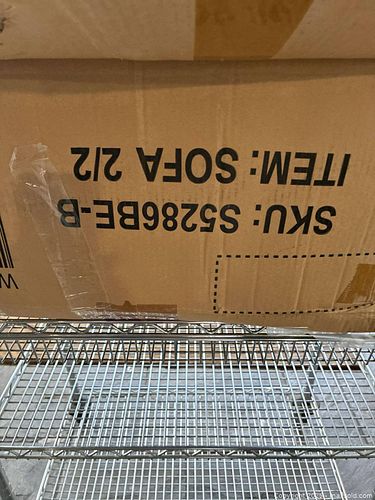 SKU: S5286BE-B
ITEM: SOFA 2/2
W